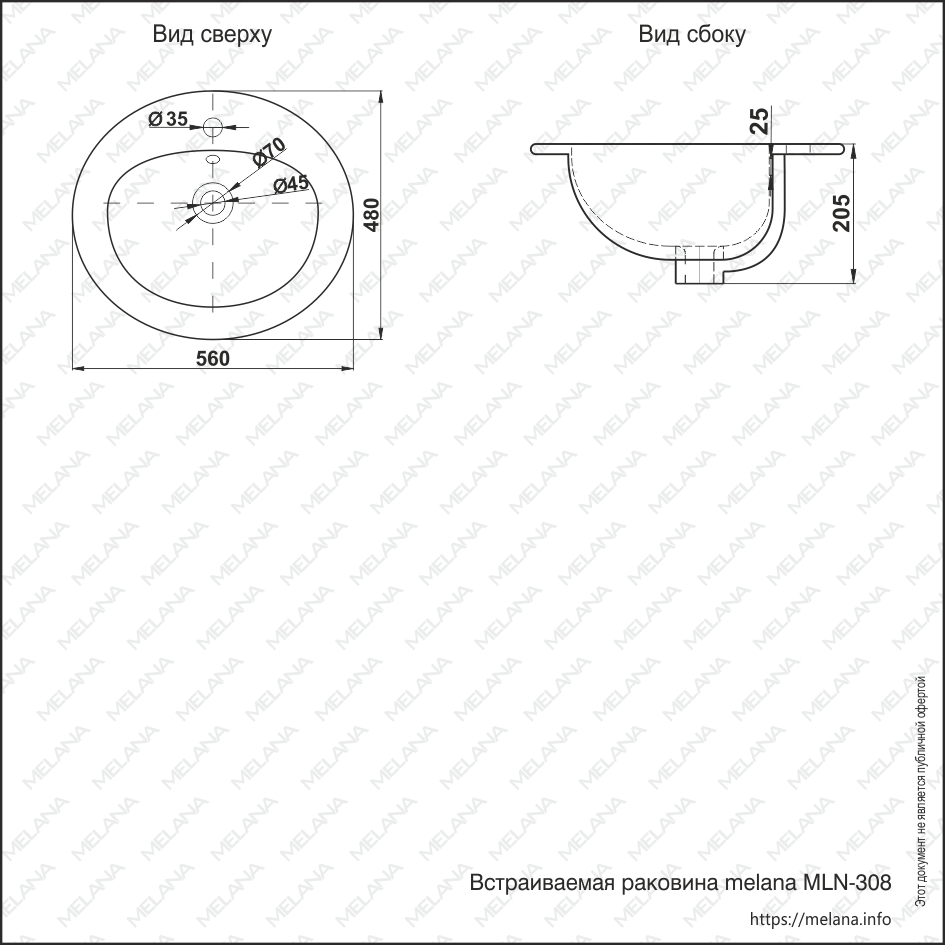 Вид сверху
Вид сбоку
Ø 35
Ø70
Ø45
480
560
25
205
Этот документ не является публичной офертой
Встраиваемая раковина melana MLN-308
https://melana.info
MELANA